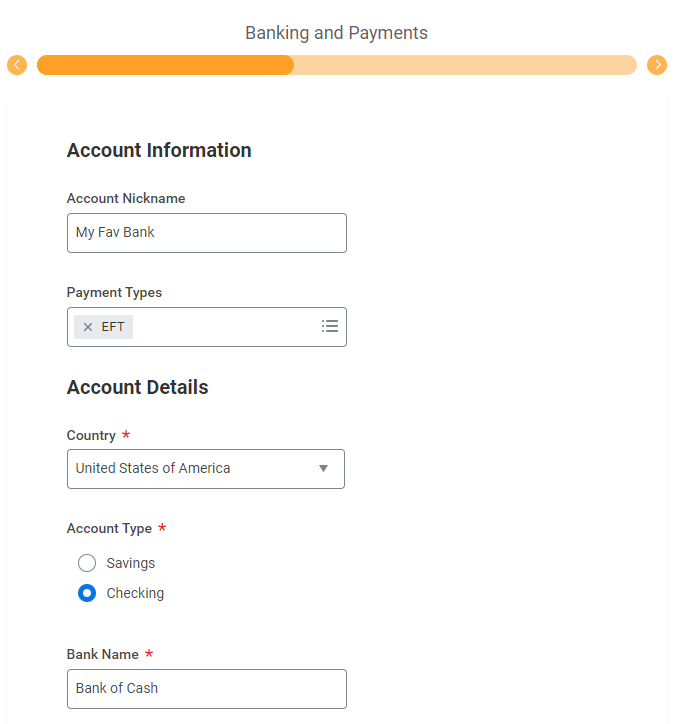 Banking and Payments
Account Information
Account Nickname
My Fav Bank
Payment Types
× EFT
Account Details
Country *
United States of America
Account Type *
Savings
Checking
Bank Name *
Bank of Cash